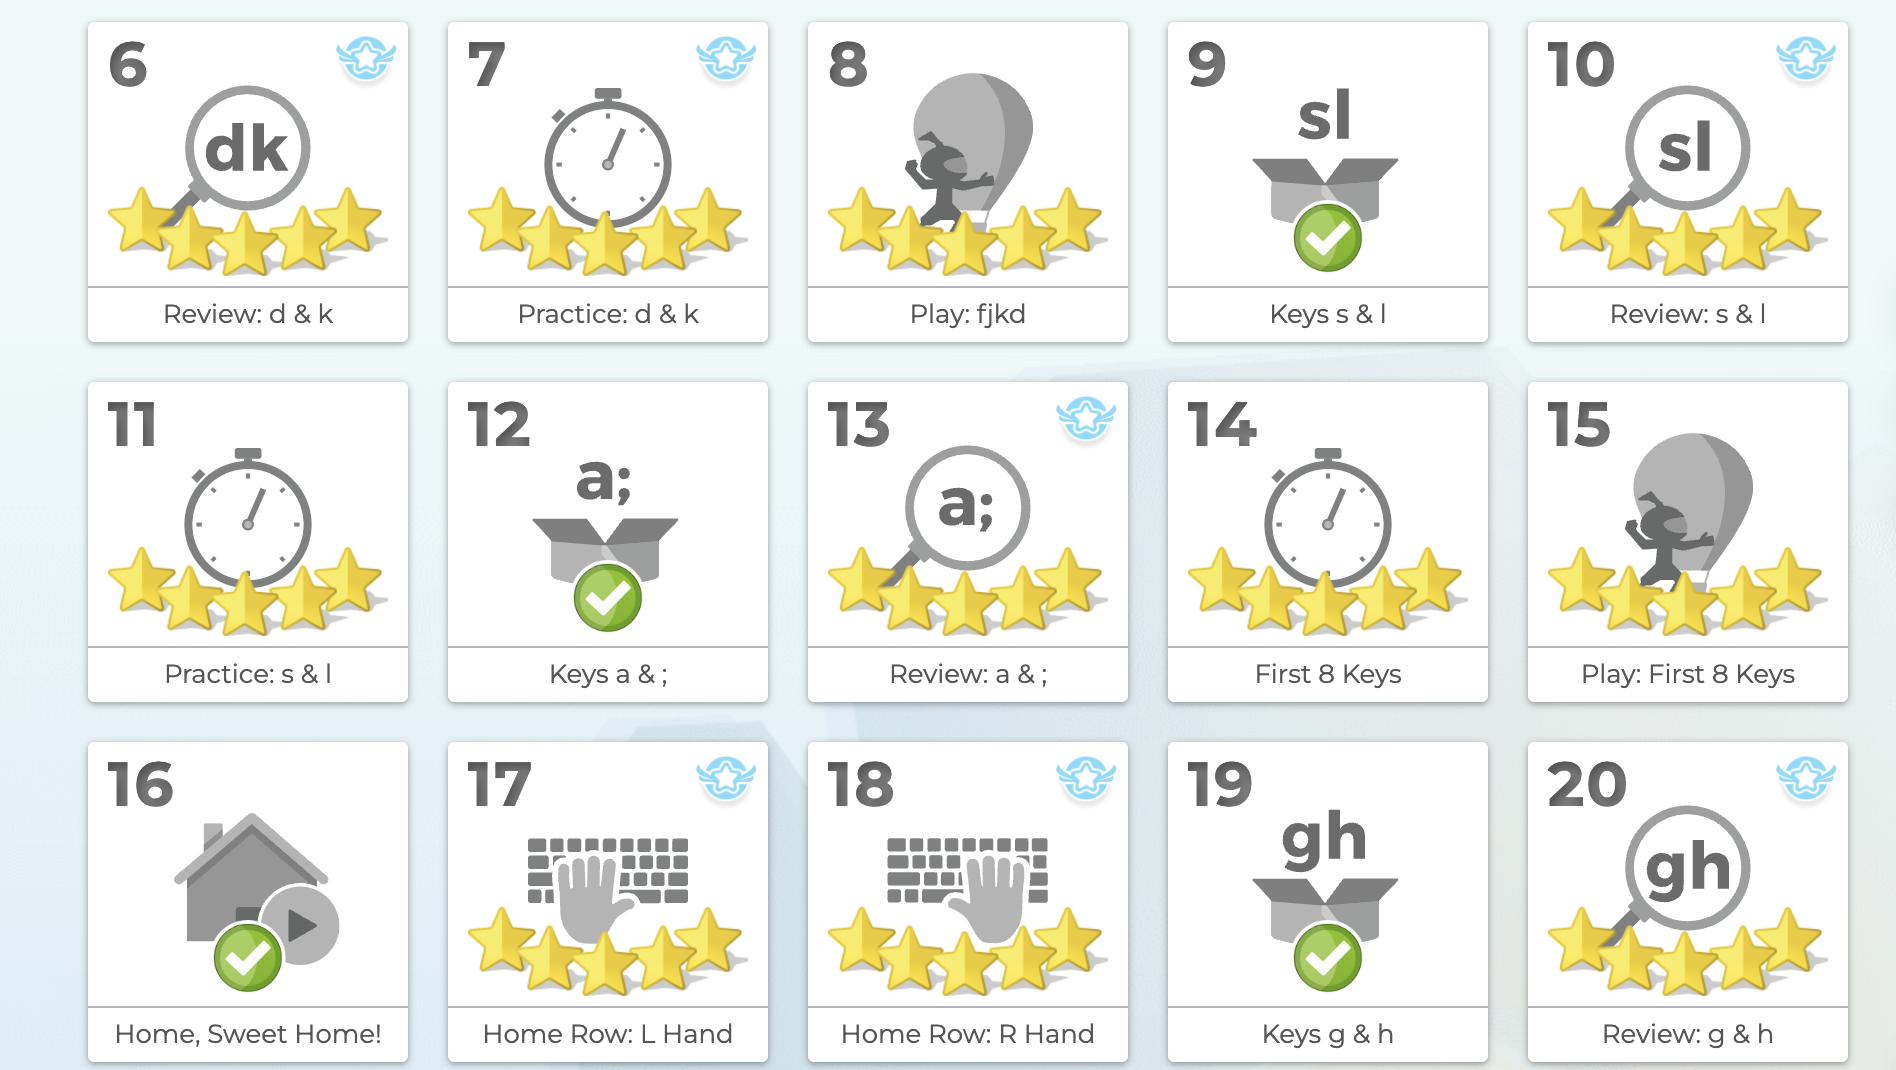 6
dk
Review: d & k
7
Practice: d & k
8
Play: fjkd
9
sl
Keys s & l
10
sl
Review: s & l
11
Practice: s & l
12
a;
Keys a & ;
13
a;
Review: a & ;
14
First 8 Keys
15
Play: First 8 Keys
16
Home, Sweet Home!
17
Home Row: L Hand
18
Home Row: R Hand
19
gh
Keys g & h
20
gh
Review: g & h